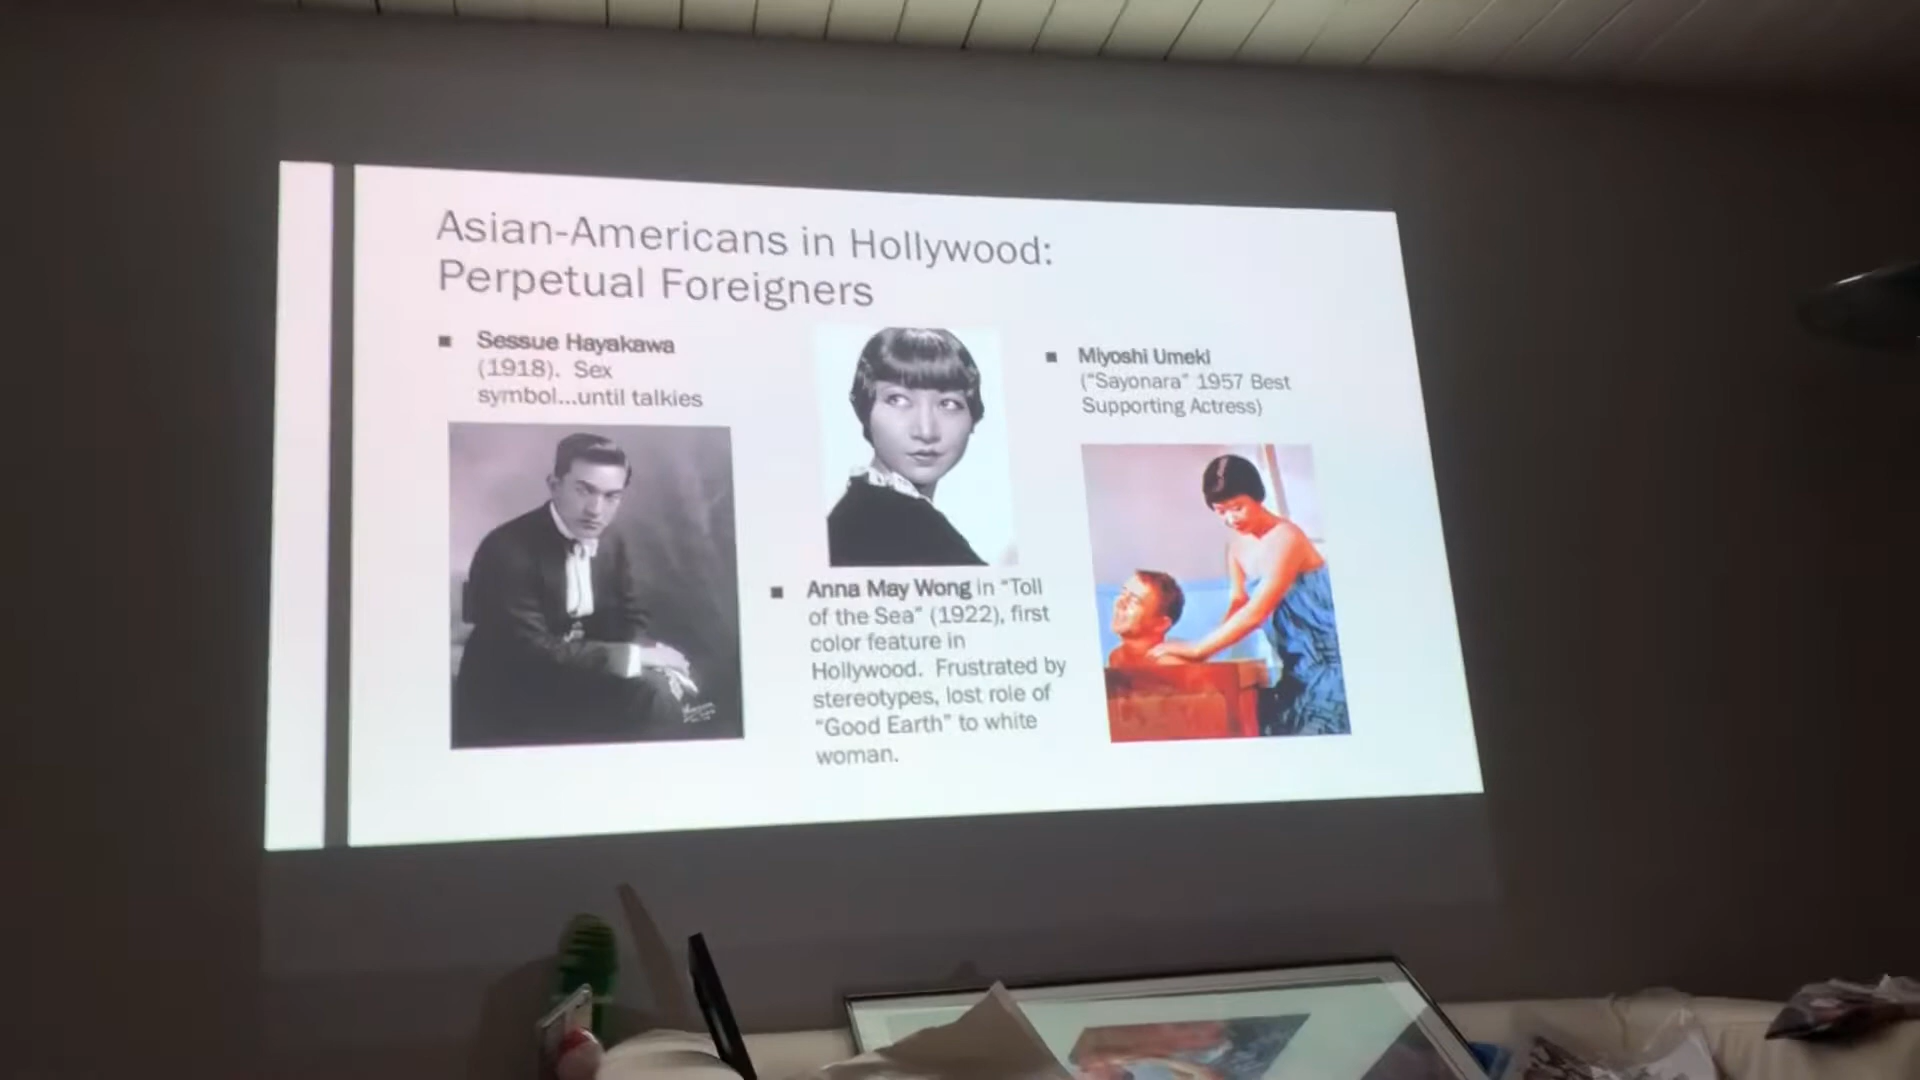 Asian-Americans in Hollywood:
Perpetual Foreigners
▪ Sessue Hayakawa
(1918). Sex
symbol...until talkies
▪ Anna May Wong in “Toll
of the Sea” (1922), first
color feature in
Hollywood. Frustrated by
stereotypes, lost role of
“Good Earth” to white
woman.
▪ Miyoshi Umeki
(“Sayonara” 1957 Best
Supporting Actress)